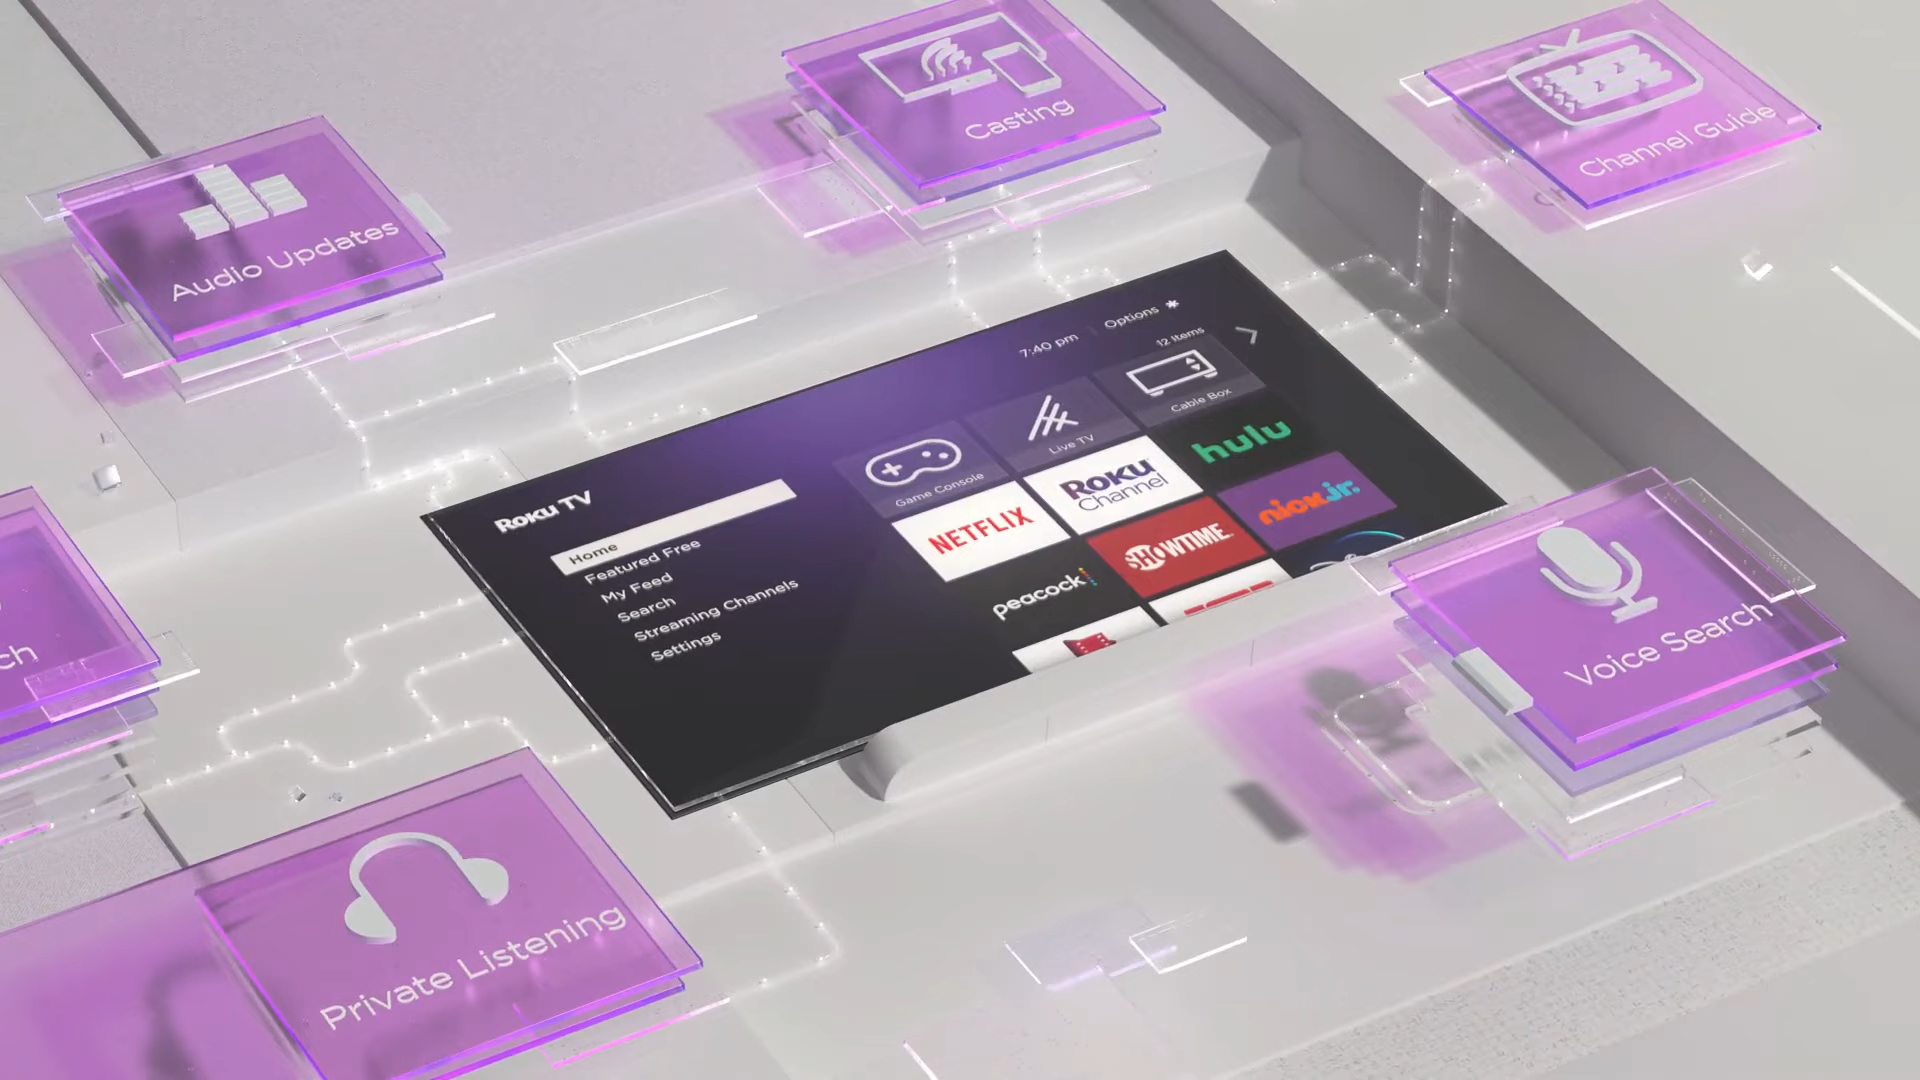 Casting
Channel Guide
Audio Updates
Roku TV
7:40 pm
Options *
12 items
Home
Featured Free
My Feed
Search
Streaming Channels
Settings
Game Console
Live TV
Cable Box
NETFLIX
Roku
Channel
hulu
peacock
SHOWTIME
nick jr.
ch
Voice Search
Private Listening